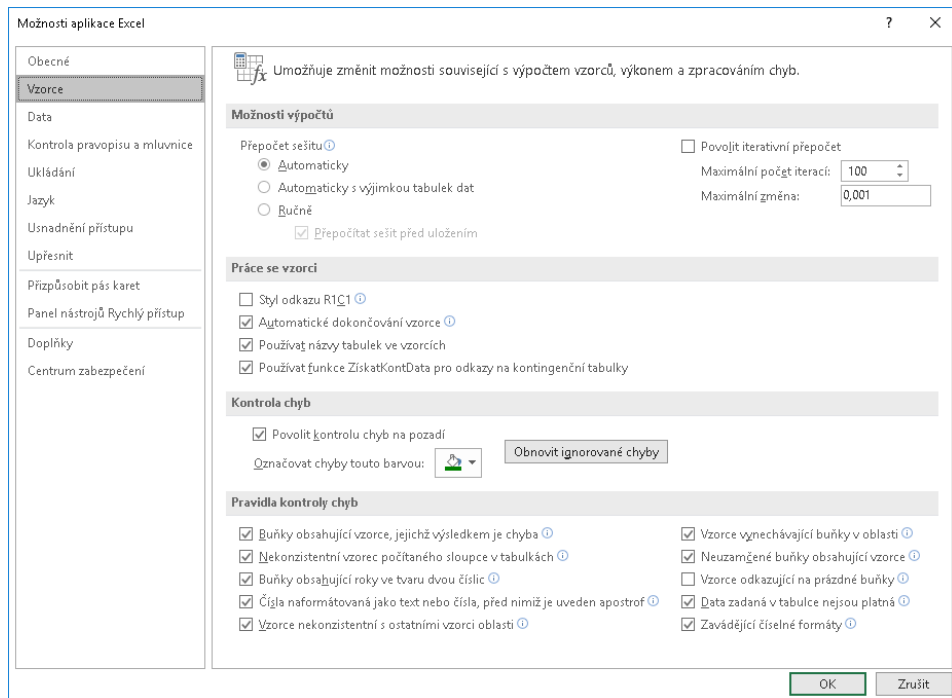 Možnosti aplikace Excel
?
Obecné
Vzorce
Data
Kontrola pravopisu a mluvnice
Ukládání
Jazyk
Usnadnění přístupu
Upřesnit
Přizpůsobit pás karet
Panel nástrojů Rychlý přístup
Doplňky
Centrum zabezpečení
Umožňuje změnit možnosti související s výpočtem vzorců, výkonem a zpracováním chyb.
Možnosti výpočtů
Přepočet sešitu
Automaticky
Automaticky s výjimkou tabulek dat
Ručně
Přepočítat sešit před uložením
Povolit iterativní přepočet
Maximální počet iterací: 100
Maximální změna: 0,001
Práce se vzorci
Styl odkazu R1C1
Automatické dokončování vzorce
Používat názvy tabulek ve vzorcích
Používat funkce ZískatKontData pro odkazy na kontingenční tabulky
Kontrola chyb
Povolit kontrolu chyb na pozadí
Označovat chyby touto barvou:
Obnovit ignorované chyby
Pravidla kontroly chyb
Buňky obsahující vzorce, jejichž výsledkem je chyba
Nekonzistentní vzorec počítaného sloupce v tabulkách
Buňky obsahující roky ve tvaru dvou číslic
Čísla naformátovaná jako text nebo čísla, před nimiž je uveden apostrof
Vzorce nekonzistentní s ostatními vzorci oblasti
Vzorce vynechávající buňky v oblasti
Neuzamčené buňky obsahující vzorce
Vzorce odkazující na prázdné buňky
Data zadaná v tabulce nejsou platná
Zavádějící číselné formáty
OK
Zrušit